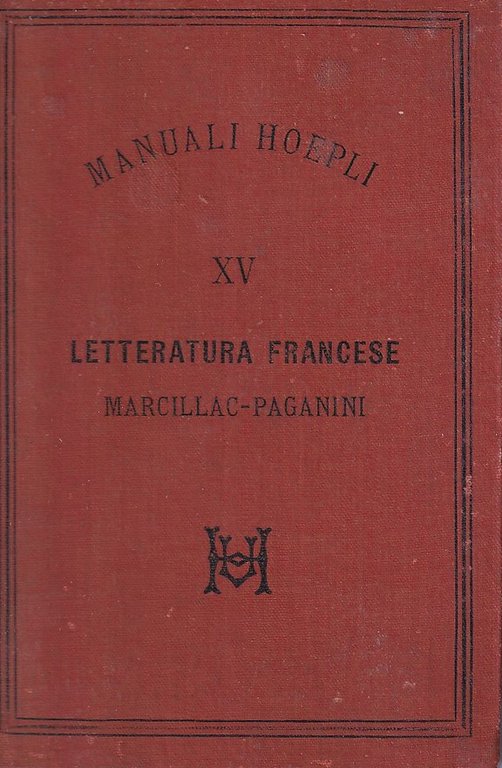 MANUALI HOEPLI
XV
LETTERATURA FRANCESE
MARCILLAC-PAGANINI